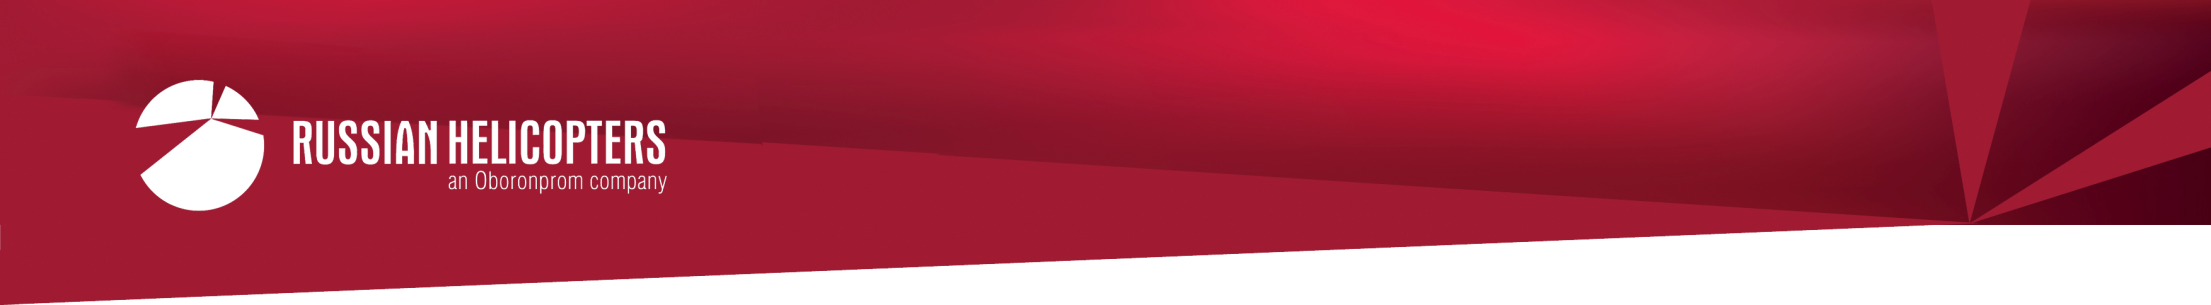 RUSSIAN HELICOPTERS
an Oboronprom company